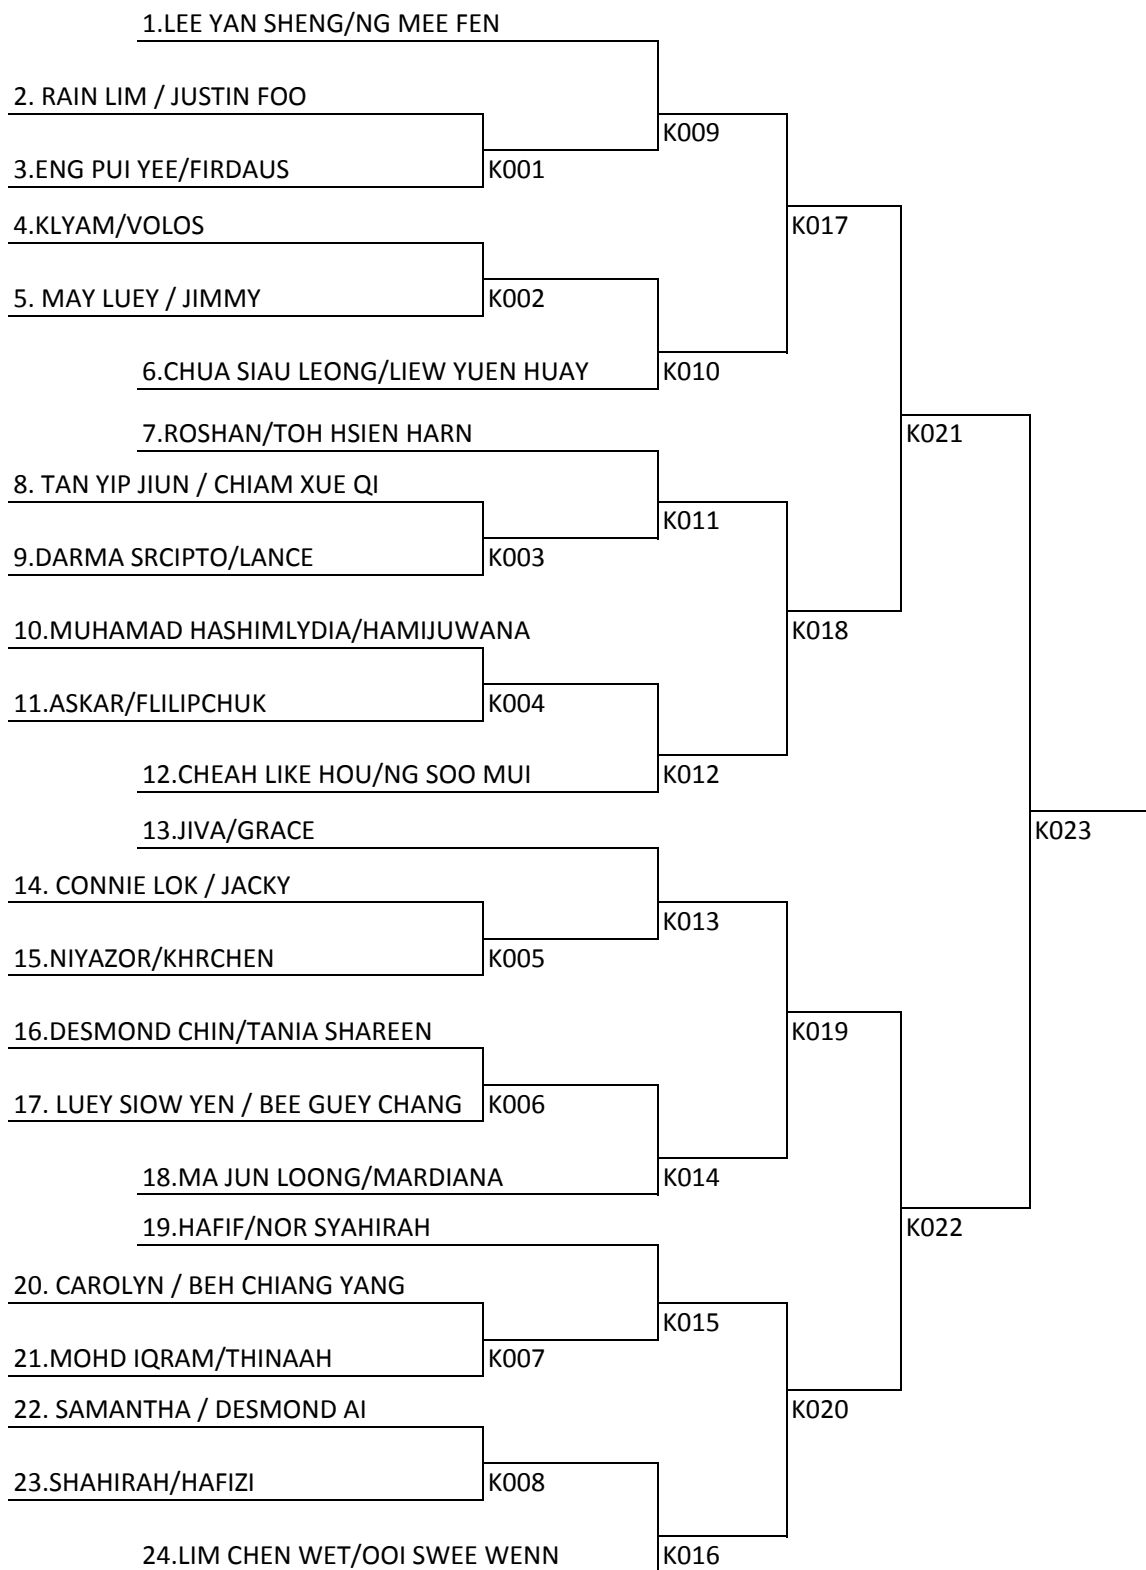 1.LEE YAN SHENG/NG MEE FEN
2. RAIN LIM / JUSTIN FOO
K009
3.ENG PUI YEE/FIRDAUS
K001
4.KLYAM/VOLOS
K017
5. MAY LUEY / JIMMY
K002
6.CHUA SIAU LEONG/LIEW YUEN HUAY
K010
7.ROSHAN/TOH HSIEN HARN
K021
8. TAN YIP JIUN / CHIAM XUE QI
K011
9.DARMA SRCIPTO/LANCE
K003
10.MUHAMAD HASHIMLYDIA/HAMIJUWANA
K018
11.ASKAR/FLILIPCHUK
K004
12.CHEAH LIKE HOU/NG SOO MUI
K012
13.JIVA/GRACE
K023
14. CONNIE LOK / JACKY
K013
15.NIYAZOR/KHRCHEN
K005
16.DESMOND CHIN/TANIA SHAREEN
K019
17. LUEY SIOW YEN / BEE GUEY CHANG
K006
18.MA JUN LOONG/MARDIANA
K014
19.HAFIF/NOR SYAHIRAH
K022
20. CAROLYN / BEH CHIANG YANG
K015
21.MOHD IQRAM/THINAAH
K007
22. SAMANTHA / DESMOND AI
K020
23.SHAHIRAH/HAFIZI
K008
24.LIM CHEN WET/OOI SWEE WENN
K016